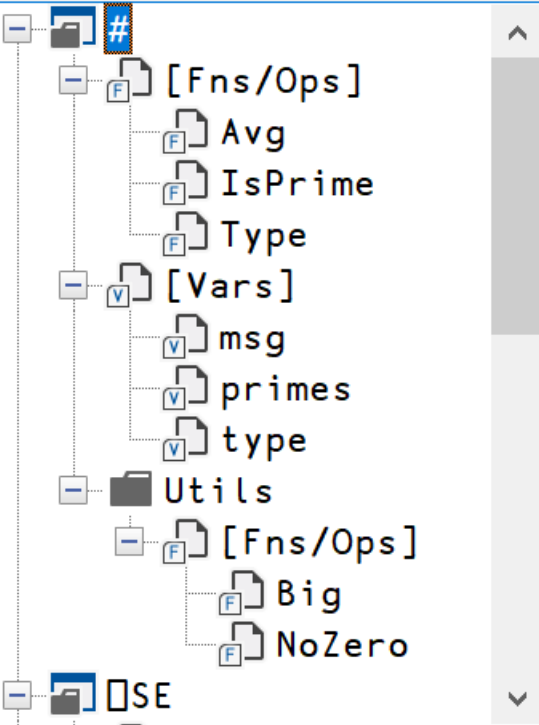 #
[Fns/Ops]
Avg
IsPrime
Type
[Vars]
msg
primes
type
Utils
[Fns/Ops]
Big
NoZero
⎕SE